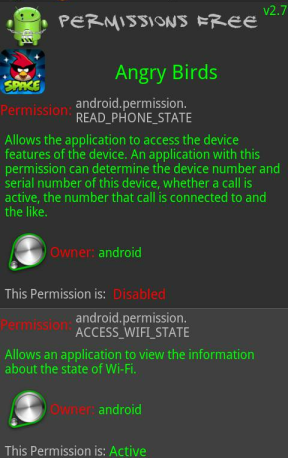 PERMISSIONS FREE
v2.7
SPACE
Angry Birds
Permission: android.permission.
READ_PHONE_STATE
Allows the application to access the device
features of the device. An application with this
permission can determine the device number and
serial number of this device, whether a call is
active, the number that call is connected to and
the like.
Owner: android
This Permission is: Disabled
Permission: android.permission.
ACCESS_WIFI_STATE
Allows an application to view the information
about the state of Wi-Fi.
Owner: android
This Permission is: Active